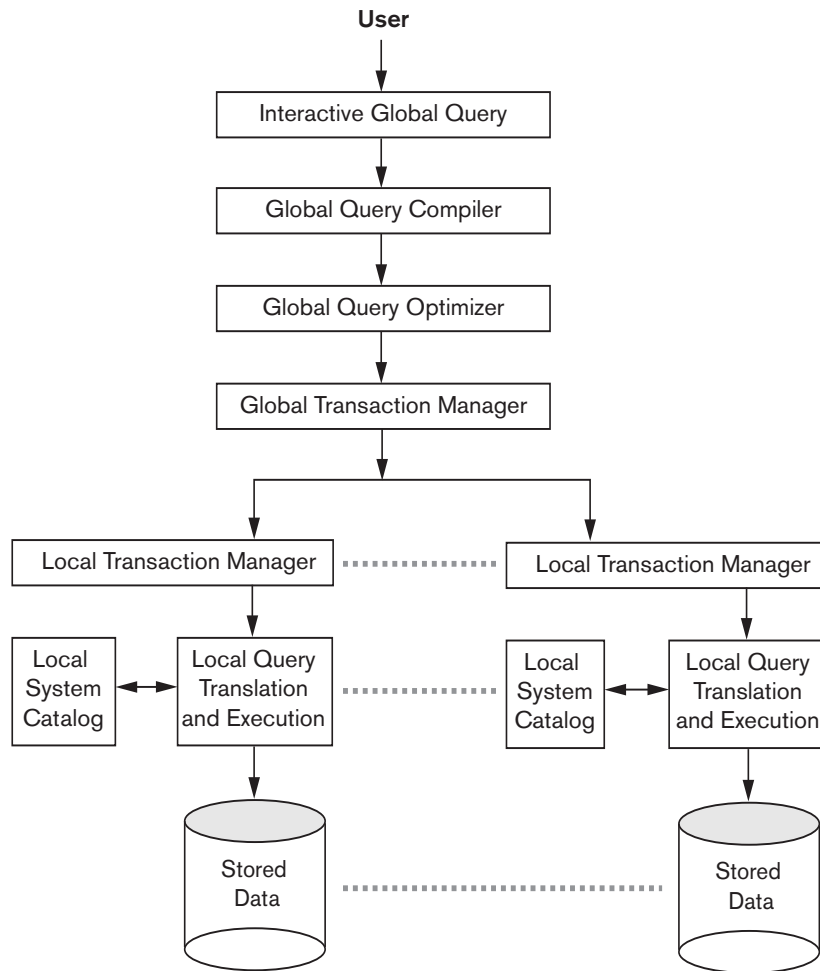 User
Interactive Global Query
Global Query Compiler
Global Query Optimizer
Global Transaction Manager
Local Transaction Manager
Local Transaction Manager
Local
System
Catalog
Local Query
Translation
and Execution
Local
System
Catalog
Local Query
Translation
and Execution
Stored
Data
Stored
Data